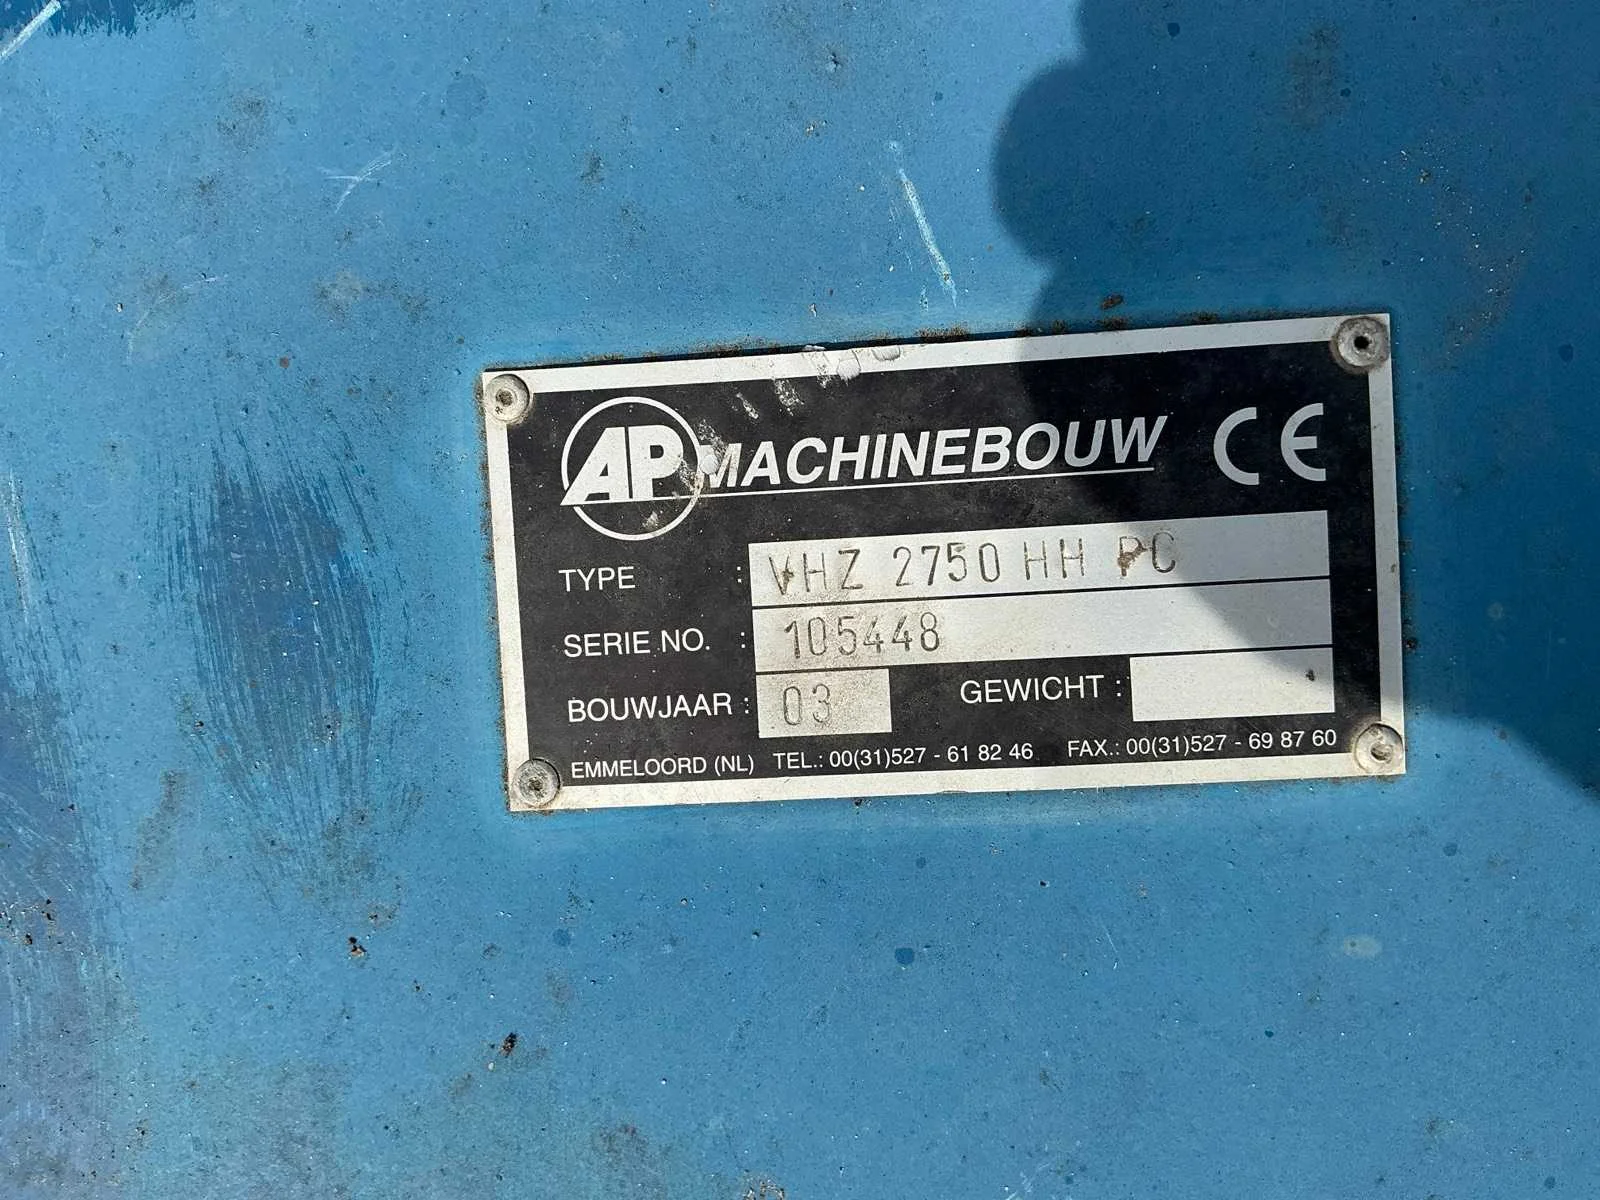 AP MACHINEBOUW CE
TYPE : VHZ 2750 HH PC
SERIE NO. : 105448
BOUWJAAR : 03 GEWICHT :
EMMELOORD (NL) TEL.: 00(31)527 - 61 82 46 FAX.: 00(31)527 - 69 87 60